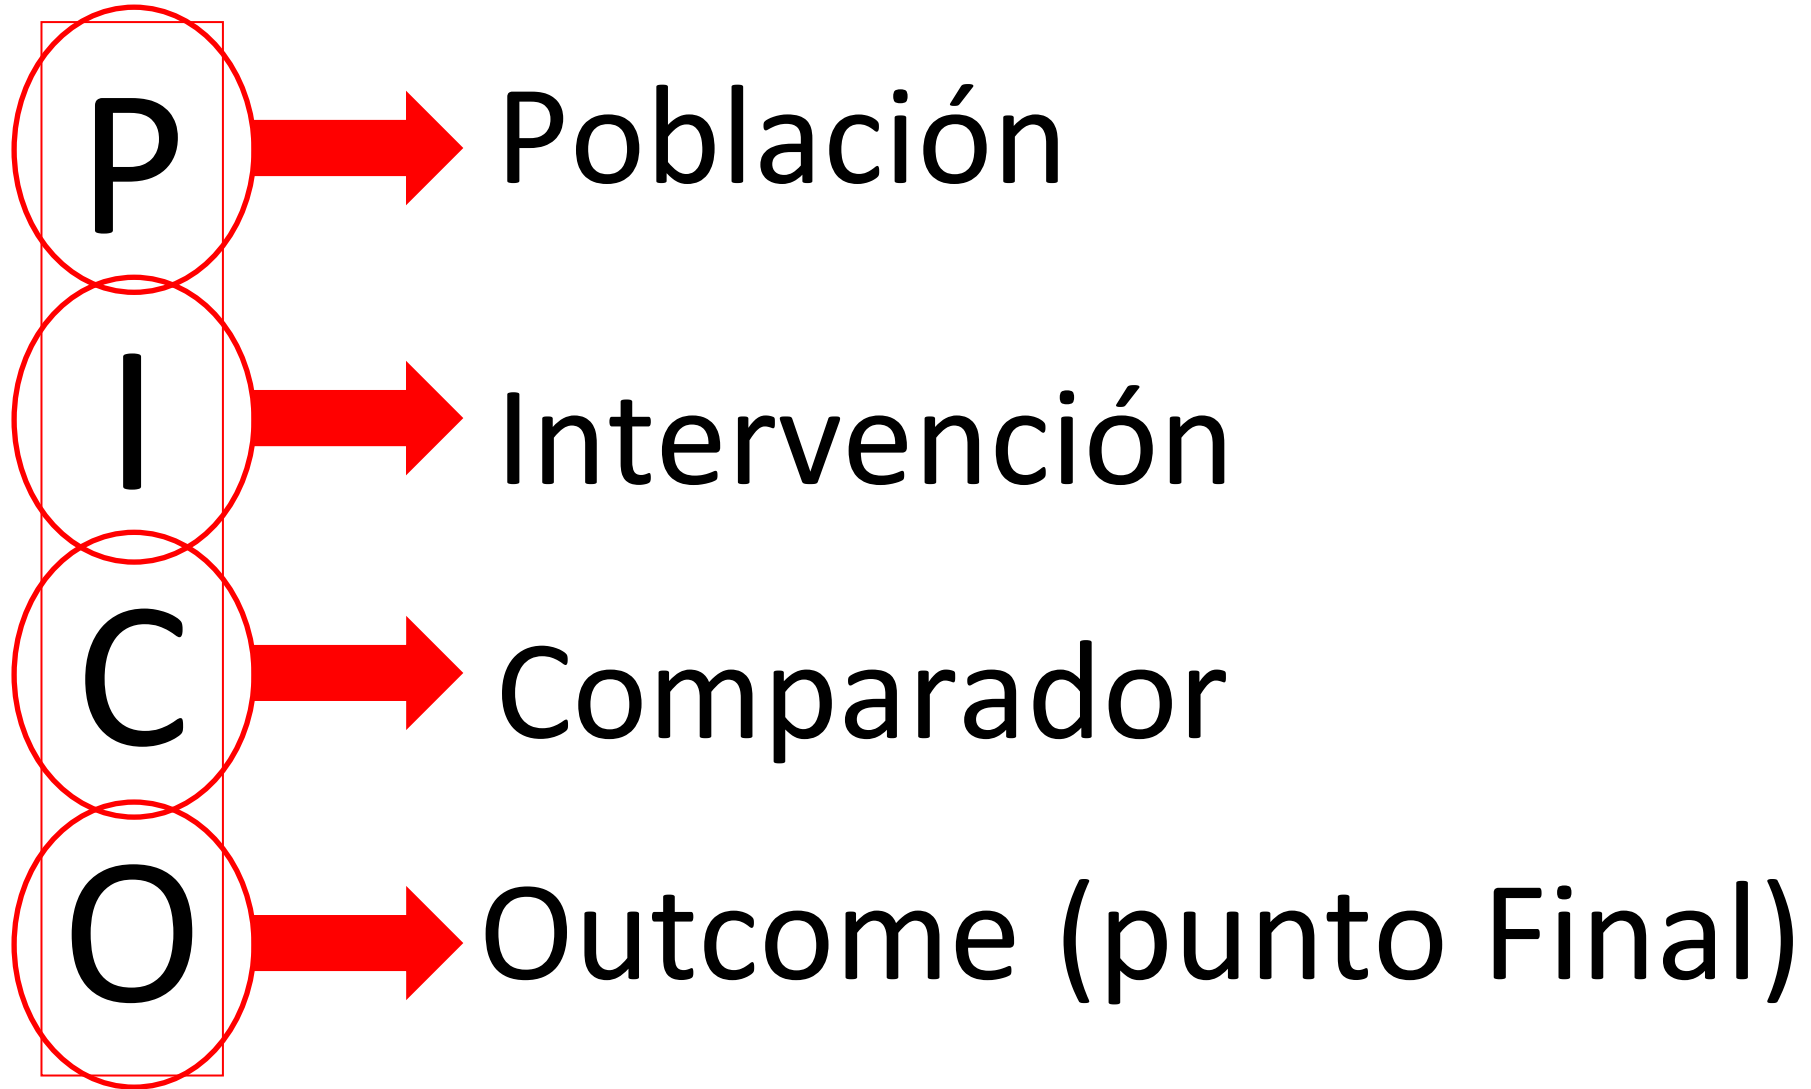 P Población
I Intervención
C Comparador
O Outcome (punto Final)